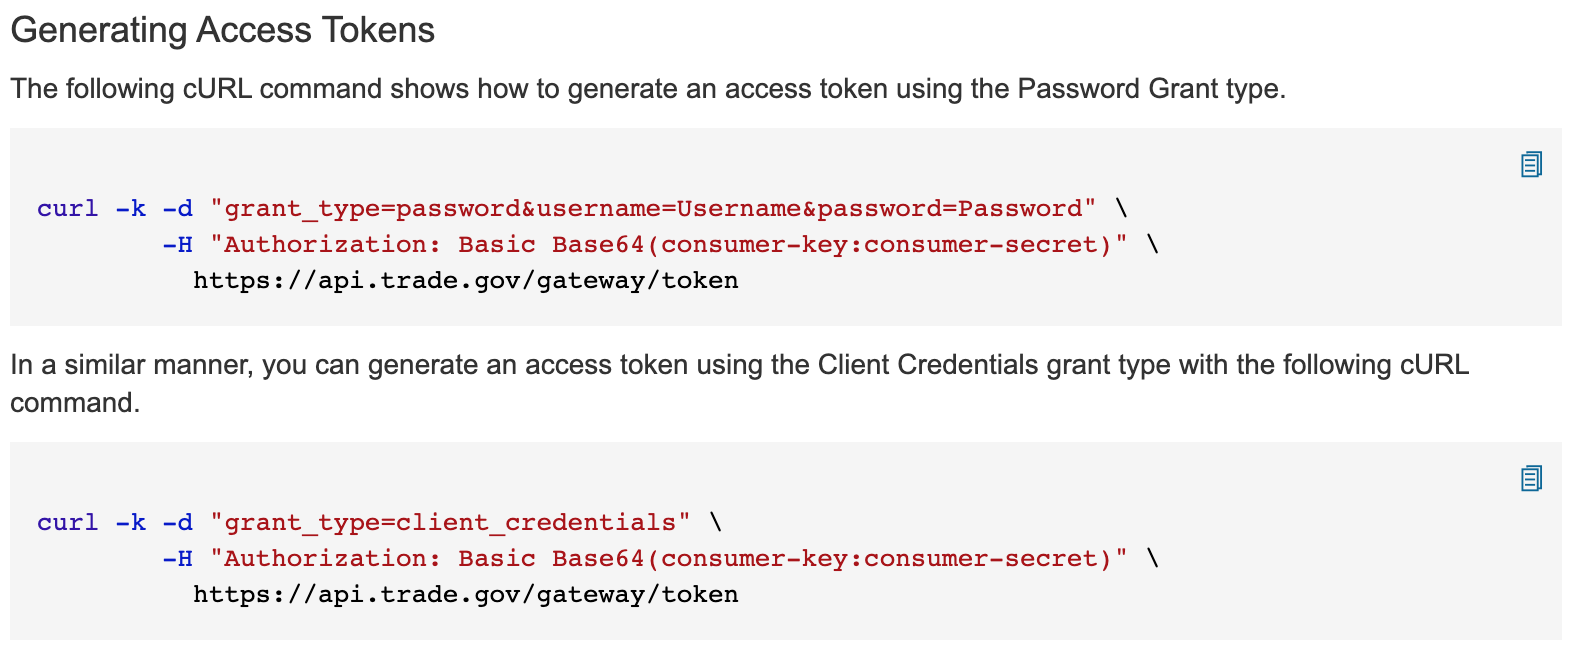 Generating Access Tokens
The following cURL command shows how to generate an access token using the Password Grant type.
curl -k -d "grant_type=password&username=Username&password=Password" \
-H "Authorization: Basic Base64(consumer-key:consumer-secret)" \
https://api.trade.gov/gateway/token
In a similar manner, you can generate an access token using the Client Credentials grant type with the following cURL
command.
curl -k -d "grant_type=client_credentials" \
-H "Authorization: Basic Base64(consumer-key:consumer-secret)" \
https://api.trade.gov/gateway/token